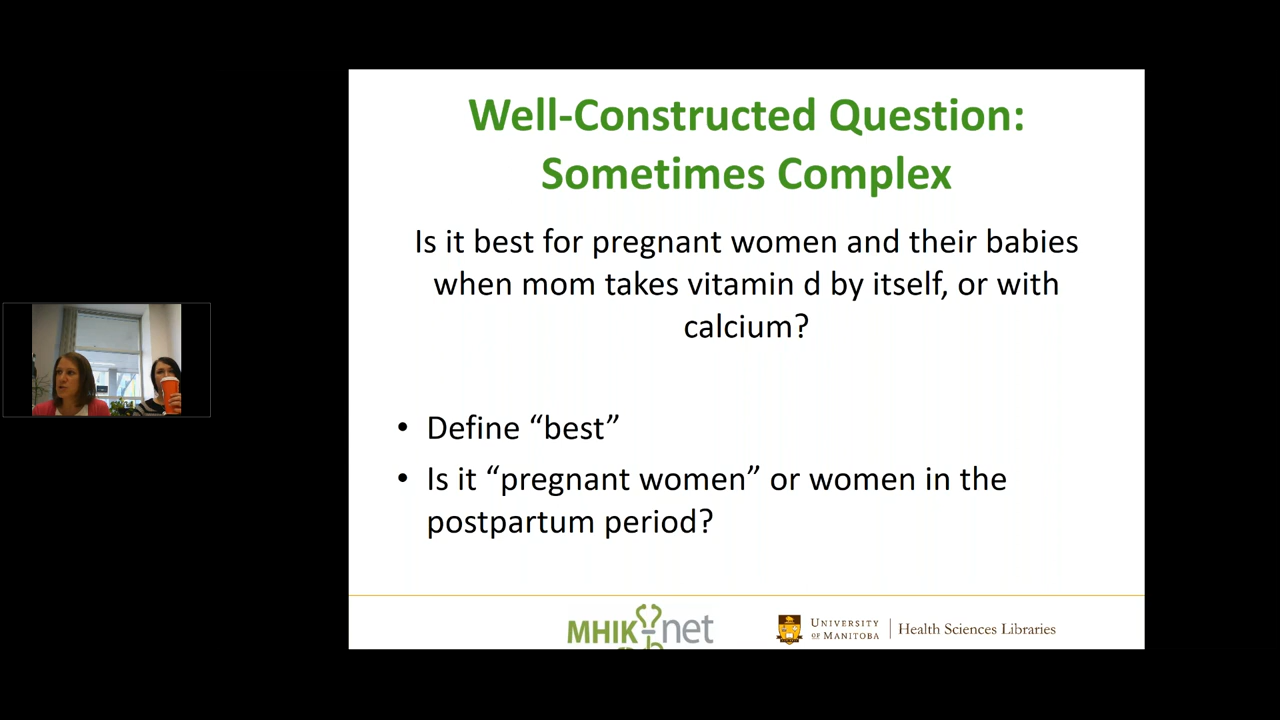 Well-Constructed Question:
Sometimes Complex
Is it best for pregnant women and their babies
when mom takes vitamin d by itself, or with
calcium?
• Define “best”
• Is it “pregnant women” or women in the
postpartum period?
MHIK-net
UNIVERSITY
OF MANITOBA
Health Sciences Libraries